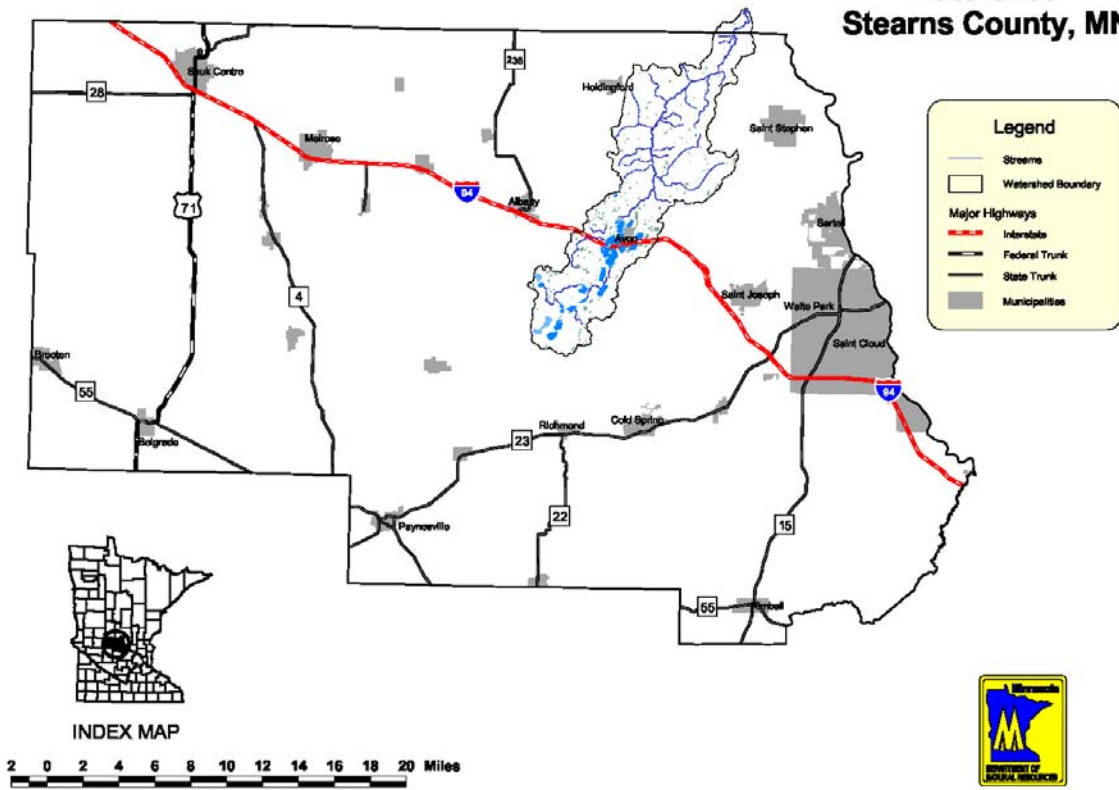 Stearns County, MN
Sauk Centre
28
71
Melrose
94
4
238
Albany
Holdingford
Avon
Saint Stephen
Sartell
Saint Joseph
Waite Park
Saint Cloud
94
Brooten
55
Belgrade
Richmond
Cold Spring
23
22
15
Paynesville
55
Kimball
Legend
Streams
Watershed Boundary
Major Highways
Interstate
Federal Trunk
State Trunk
Municipalities
INDEX MAP
2 0 2 4 6 8 10 12 14 16 18 20 Miles
Minnesota
DEPARTMENT OF
NATURAL RESOURCES